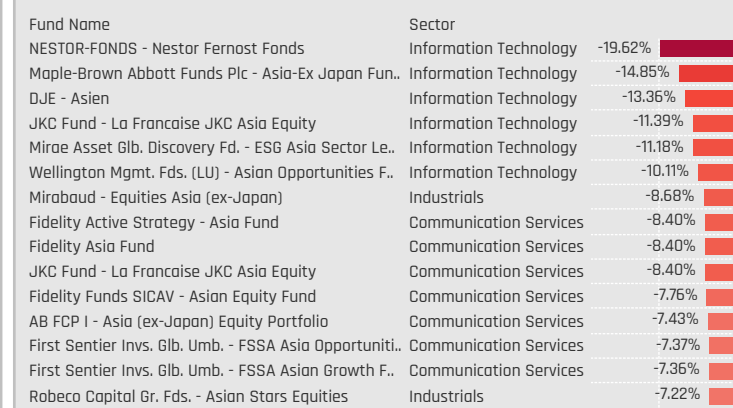 Fund Name Sector
NESTOR-FONDS - Nestor Fernost Fonds Information Technology -19.62%
Maple-Brown Abbott Funds Plc - Asia-Ex Japan Fun.. Information Technology -14.85%
DJE - Asien Information Technology -13.36%
JKC Fund - La Francaise JKC Asia Equity Information Technology -11.39%
Mirae Asset Glb. Discovery Fd. - ESG Asia Sector Le.. Information Technology -11.18%
Wellington Mgmt. Fds. (LU) - Asian Opportunities F.. Information Technology -10.11%
Mirabaud - Equities Asia (ex-Japan) Industrials -8.68%
Fidelity Active Strategy - Asia Fund Communication Services -8.40%
Fidelity Asia Fund Communication Services -8.40%
JKC Fund - La Francaise JKC Asia Equity Communication Services -8.40%
Fidelity Funds SICAV - Asian Equity Fund Communication Services -7.76%
AB FCP I - Asia (ex-Japan) Equity Portfolio Communication Services -7.43%
First Sentier Invs. Glb. Umb. - FSSA Asia Opportuniti.. Communication Services -7.37%
First Sentier Invs. Glb. Umb. - FSSA Asian Growth F.. Communication Services -7.36%
Robeco Capital Gr. Fds. - Asian Stars Equities Industrials -7.22%